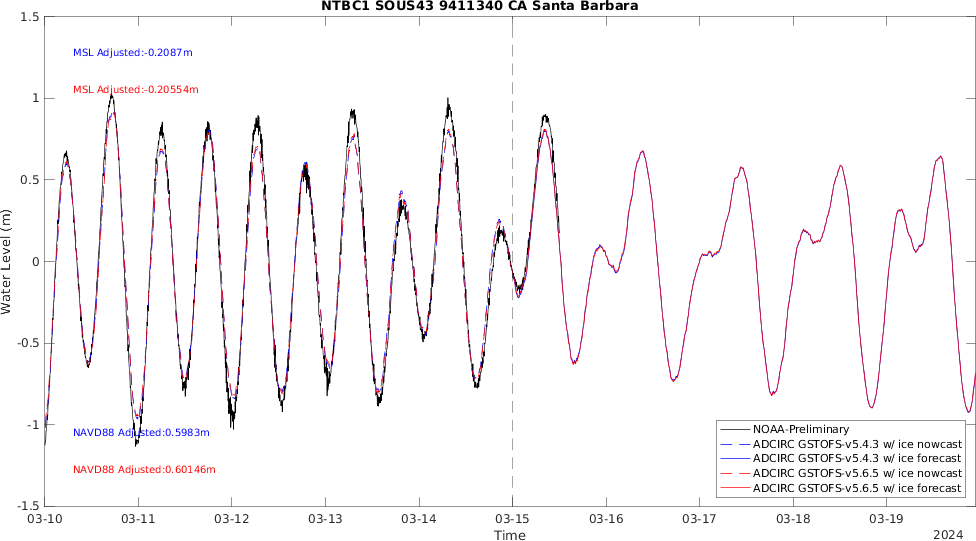 NTBC1 SOUS43 9411340 CA Santa Barbara
1.5
1
0.5
0
-0.5
-1
-1.5
Water Level (m)
MSL Adjusted:-0.2087m
MSL Adjusted:-0.20554m
NAVD88 Adjusted:0.5983m
NAVD88 Adjusted:0.60146m
NOAA-Preliminary
ADCIRC GSTOFS-v5.4.3 w/ ice nowcast
ADCIRC GSTOFS-v5.4.3 w/ ice forecast
ADCIRC GSTOFS-v5.6.5 w/ ice nowcast
ADCIRC GSTOFS-v5.6.5 w/ ice forecast
03-10 03-11 03-12 03-13 03-14 03-15 03-16 03-17 03-18 03-19
Time
2024